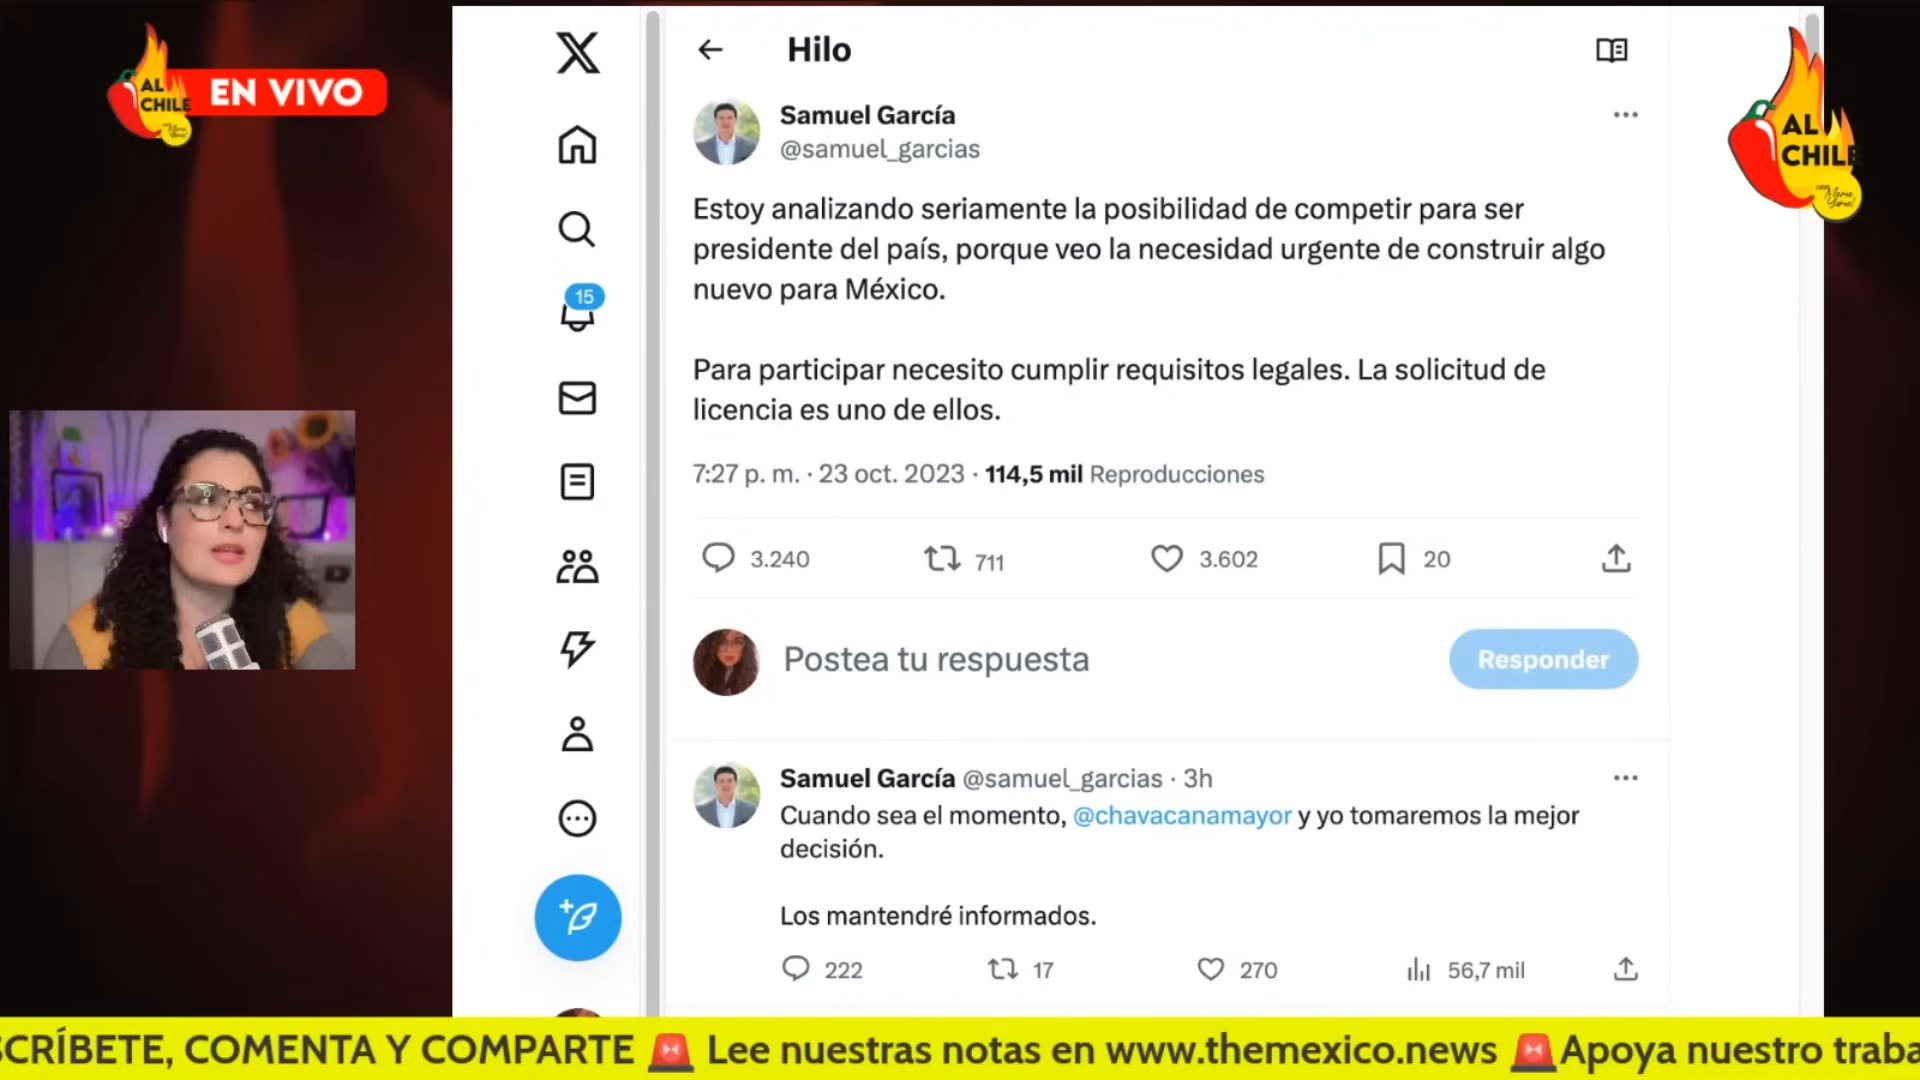 AL CHILE
EN VIVO
Hilo
Samuel García
@samuel_garcias
Estoy analizando seriamente la posibilidad de competir para ser
presidente del país, porque veo la necesidad urgente de construir algo
nuevo para México.
Para participar necesito cumplir requisitos legales. La solicitud de
licencia es uno de ellos.
7:27 p. m. · 23 oct. 2023 · 114,5 mil Reproducciones
3.240 711 3.602 20
Postea tu respuesta
Responder
Samuel García @samuel_garcias · 3h
Cuando sea el momento, @chavacanamayor y yo tomaremos la mejor
decisión.
Los mantendré informados.
222 17 270 56,7 mil
15
AL
CHILE
SCRÍBETE, COMENTA Y COMPARTE 🚨 Lee nuestras notas en www.themexico.news 🚨 Apoya nuestro traba